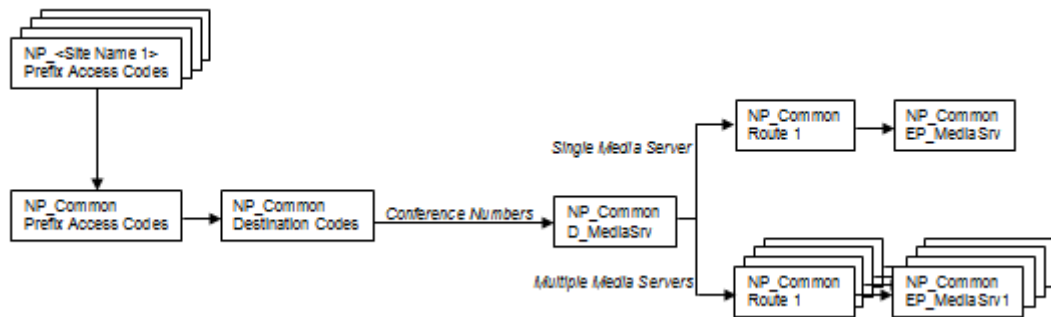 NP_<Site Name 1>
Prefix Access Codes
NP_Common
Route 1
NP_Common
EP_MediaSrv
Single Media Server
NP_Common
Prefix Access Codes
NP_Common
Destination Codes
Conference Numbers
NP_Common
D_MediaSrv
Multiple Media Servers
NP_Common
Route 1
NP_Common
EP_MediaSrv1